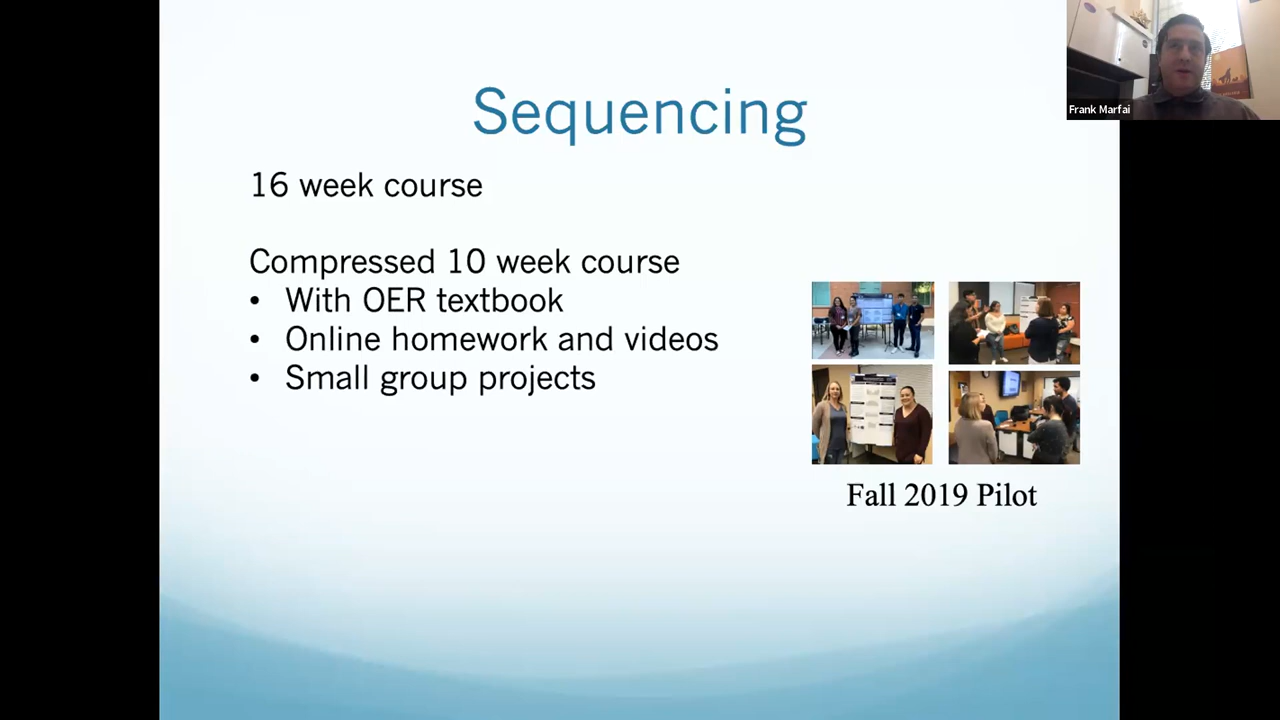 Sequencing
16 week course
Compressed 10 week course
• With OER textbook
• Online homework and videos
• Small group projects
Fall 2019 Pilot
Frank Marfai